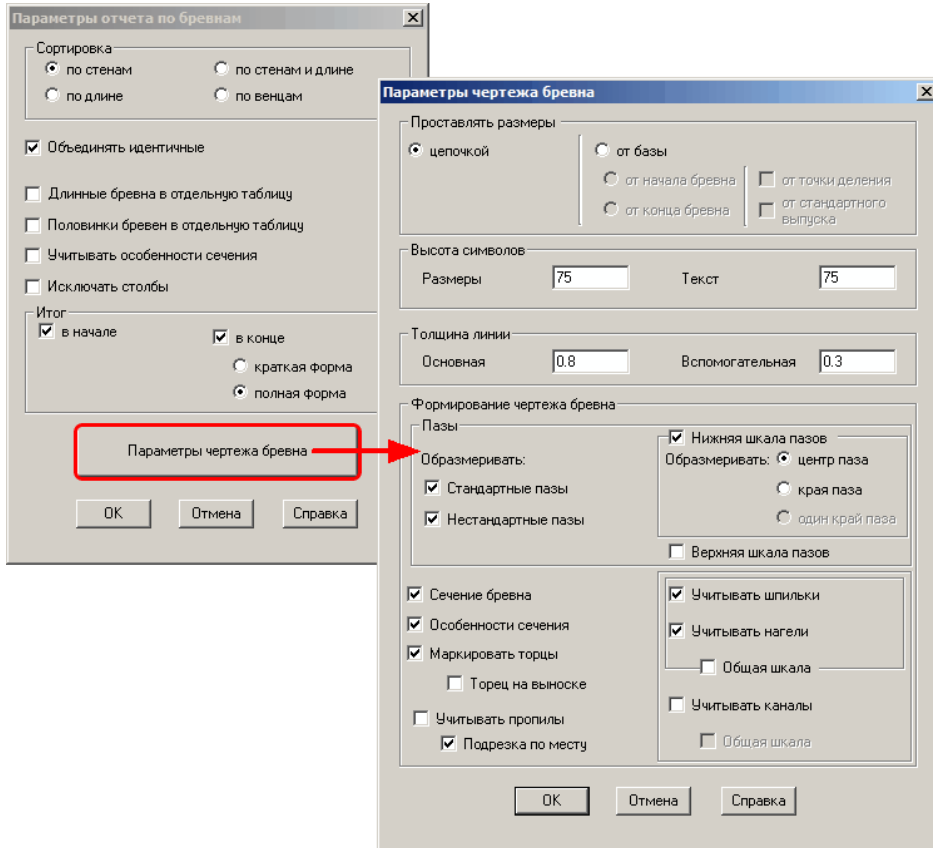 Параметры отчета по бревнам
Сортировка
по стенам
по стенам и длине
по длине
по венцам
Объединять идентичные
Длинные бревна в отдельную таблицу
Половинки бревен в отдельную таблицу
Учитывать особенности сечения
Исключать столбы
Итог
в начале
в конце
краткая форма
полная форма
Параметры чертежа бревна
OK
Отмена
Справка
Параметры чертежа бревна
Проставлять размеры
цепочкой
от базы
от начала бревна
от точки деления
от конца бревна
от стандартного
выпуска
Высота символов
Размеры
75
Текст
75
Толщина линии
Основная
0.8
Вспомогательная
0.3
Формирование чертежа бревна
Пазы
Образмеривать:
Стандартные пазы
Нестандартные пазы
Нижняя шкала пазов
Образмеривать:
центр паза
края паза
один край паза
Верхняя шкала пазов
Сечение бревна
Особенности сечения
Маркировать торцы
Торец на выноске
Учитывать пропилы
Подрезка по месту
Учитывать шпильки
Учитывать нагели
Общая шкала
Учитывать каналы
Общая шкала
OK
Отмена
Справка